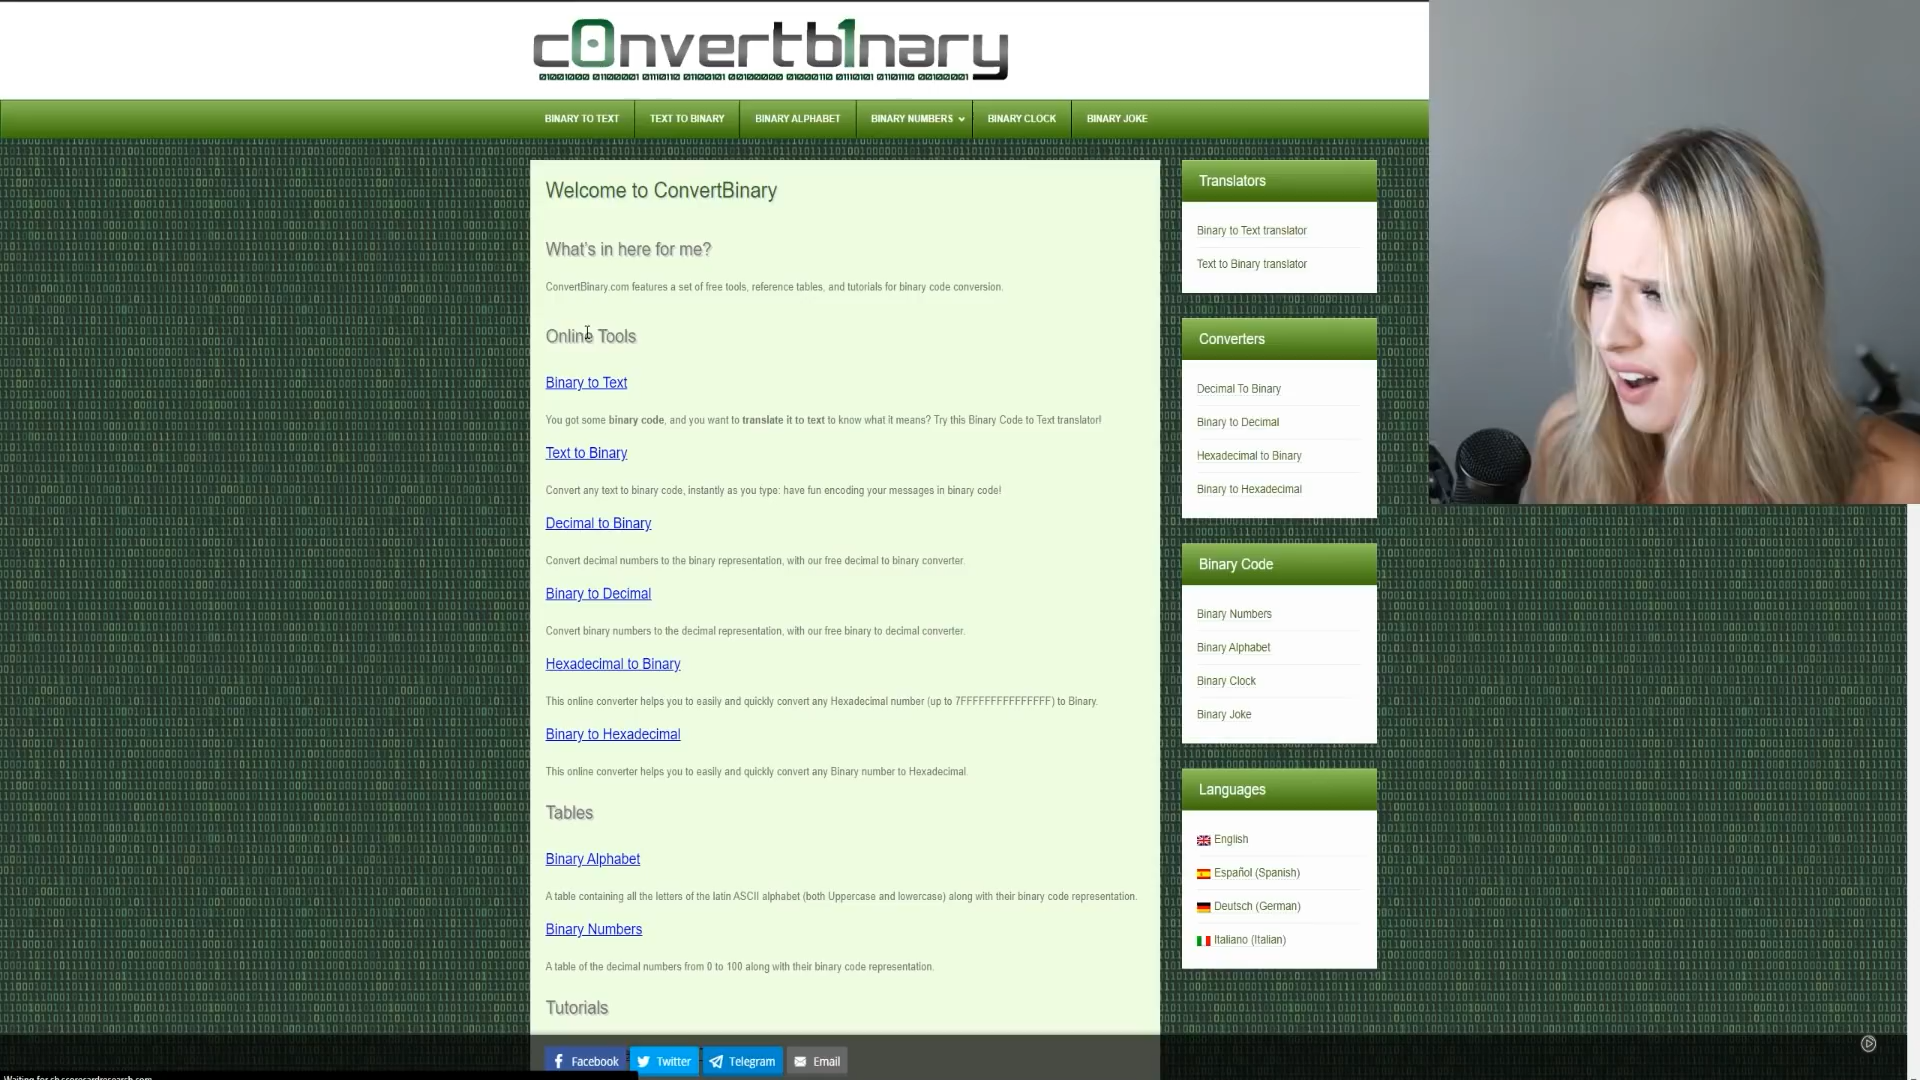 c0nvertb1nary
BINARY TO TEXT
TEXT TO BINARY
BINARY ALPHABET
BINARY NUMBERS
BINARY CLOCK
BINARY JOKE
Welcome to ConvertBinary
What's in here for me?
ConvertBinary.com features a set of free tools, reference tables, and tutorials for binary code conversion.
Online Tools
Binary to Text
You got some binary code, and you want to translate it to text to know what it means? Try this Binary Code to Text translator!
Text to Binary
Convert any text to binary code, instantly as you type: have fun encoding your messages in binary code!
Decimal to Binary
Convert decimal numbers to the binary representation, with our free decimal to binary converter.
Binary to Decimal
Convert binary numbers to the decimal representation, with our free binary to decimal converter.
Hexadecimal to Binary
This online converter helps you to easily and quickly convert any Hexadecimal number (up to 7FFFFFFFFFFFFFFF) to Binary.
Binary to Hexadecimal
This online converter helps you to easily and quickly convert any Binary number to Hexadecimal.
Tables
Binary Alphabet
A table containing all the letters of the latin ASCII alphabet (both Uppercase and lowercase) along with their binary code representation.
Binary Numbers
A table of the decimal numbers from 0 to 100 along with their binary code representation.
Tutorials
Translators
Binary to Text translator
Text to Binary translator
Converters
Decimal To Binary
Binary to Decimal
Hexadecimal to Binary
Binary to Hexadecimal
Binary Code
Binary Numbers
Binary Alphabet
Binary Clock
Binary Joke
Languages
English
Español (Spanish)
Deutsch (German)
Italiano (Italian)
Facebook
Twitter
Telegram
Email